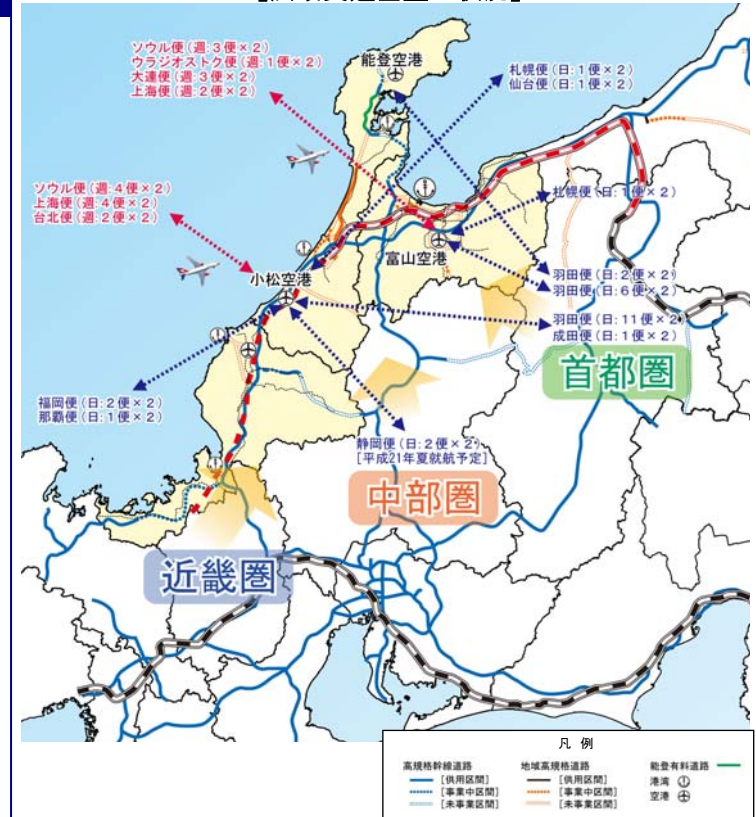 ソウル便(週:3便×2)
ウラジオストク便(週:1便×2)
大連便(週:3便×2)
上海便(週:2便×2)
能登空港
札幌便(日:1便×2)
仙台便(日:1便×2)
ソウル便(週:4便×2)
上海便(週:4便×2)
台北便(週:2便×2)
札幌便(日:1便×2)
富山空港
小松空港
羽田便(日:2便×2)
羽田便(日:6便×2)
羽田便(日:11便×2)
成田便(日:1便×2)
首都圏
福岡便(日:2便×2)
那覇便(日:1便×2)
静岡便(日:2便×2)
[平成21年夏就航予定]
中部圏
近畿圏
凡 例
高規格幹線道路
[供用区間]
[事業中区間]
[未事業区間]
地域高規格道路
[供用区間]
[事業中区間]
[未事業区間]
能登有料道路
港湾
空港